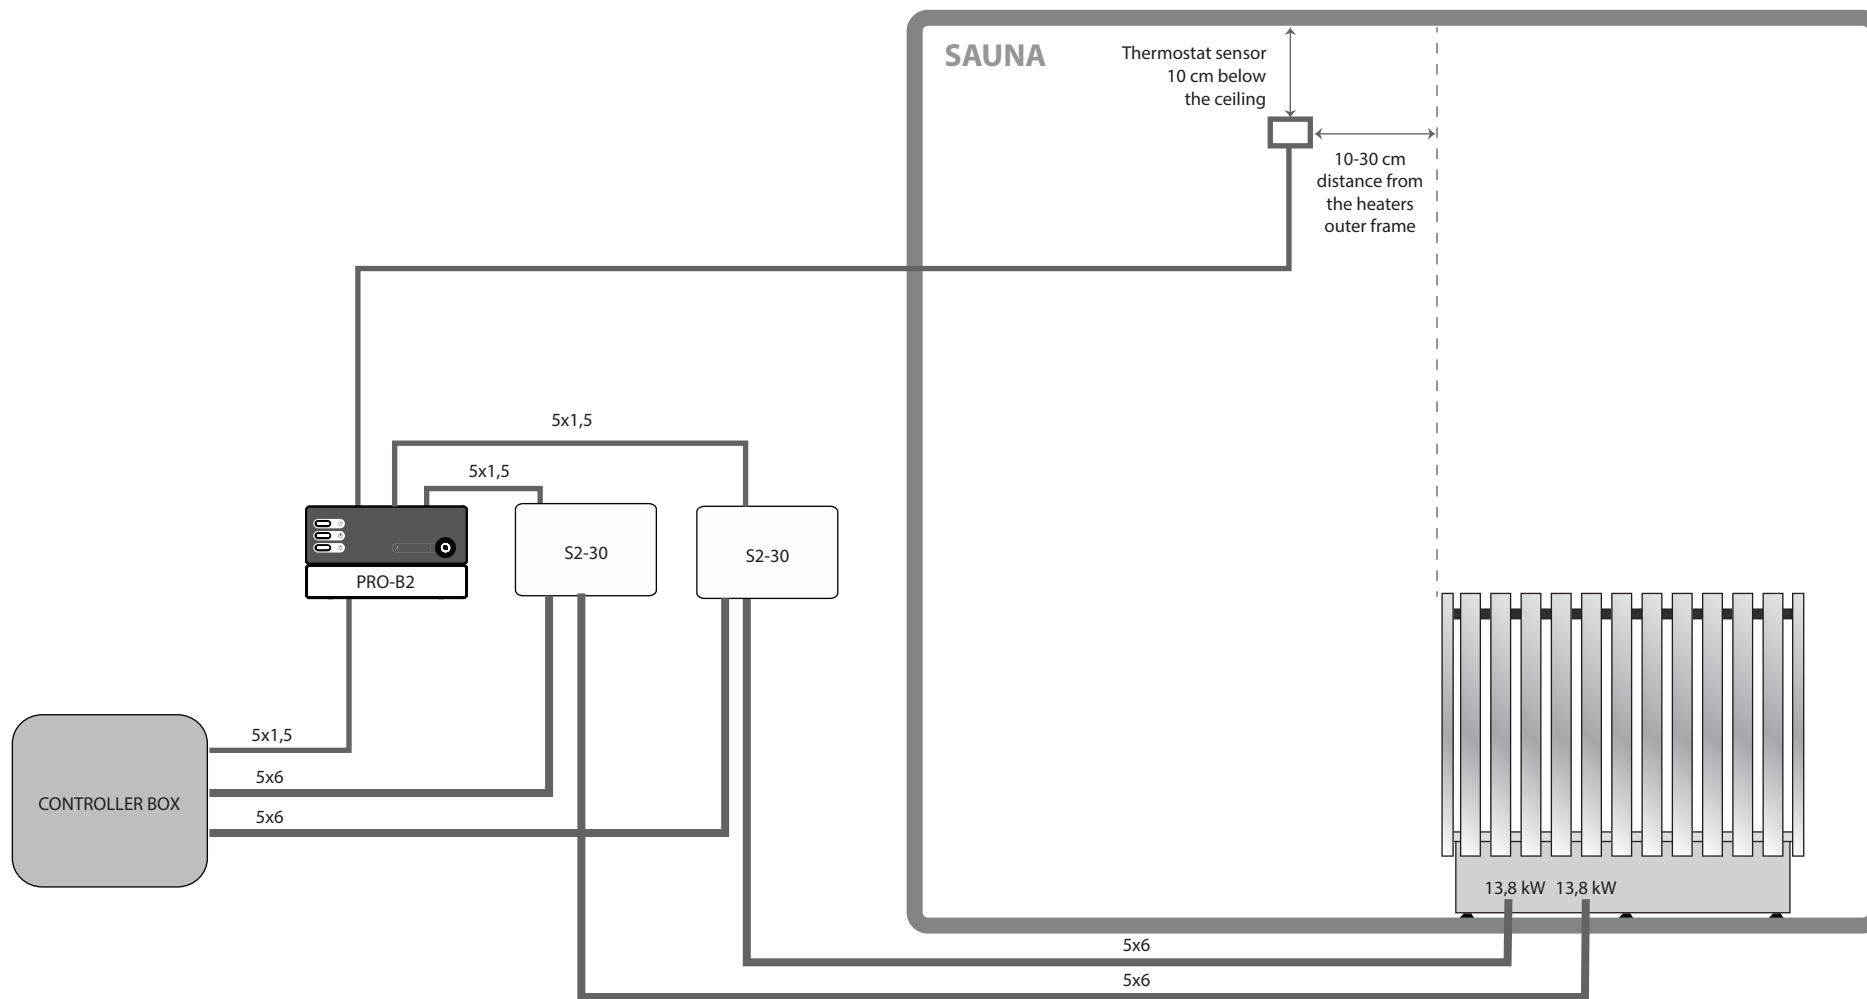 SAUNA
Thermostat sensor
10 cm below
the ceiling
10-30 cm
distance from
the heaters
outer frame
5x1,5
5x1,5
PRO-B2
S2-30
S2-30
5x1,5
5x6
5x6
CONTROLLER BOX
13,8 kW
13,8 kW
5x6
5x6